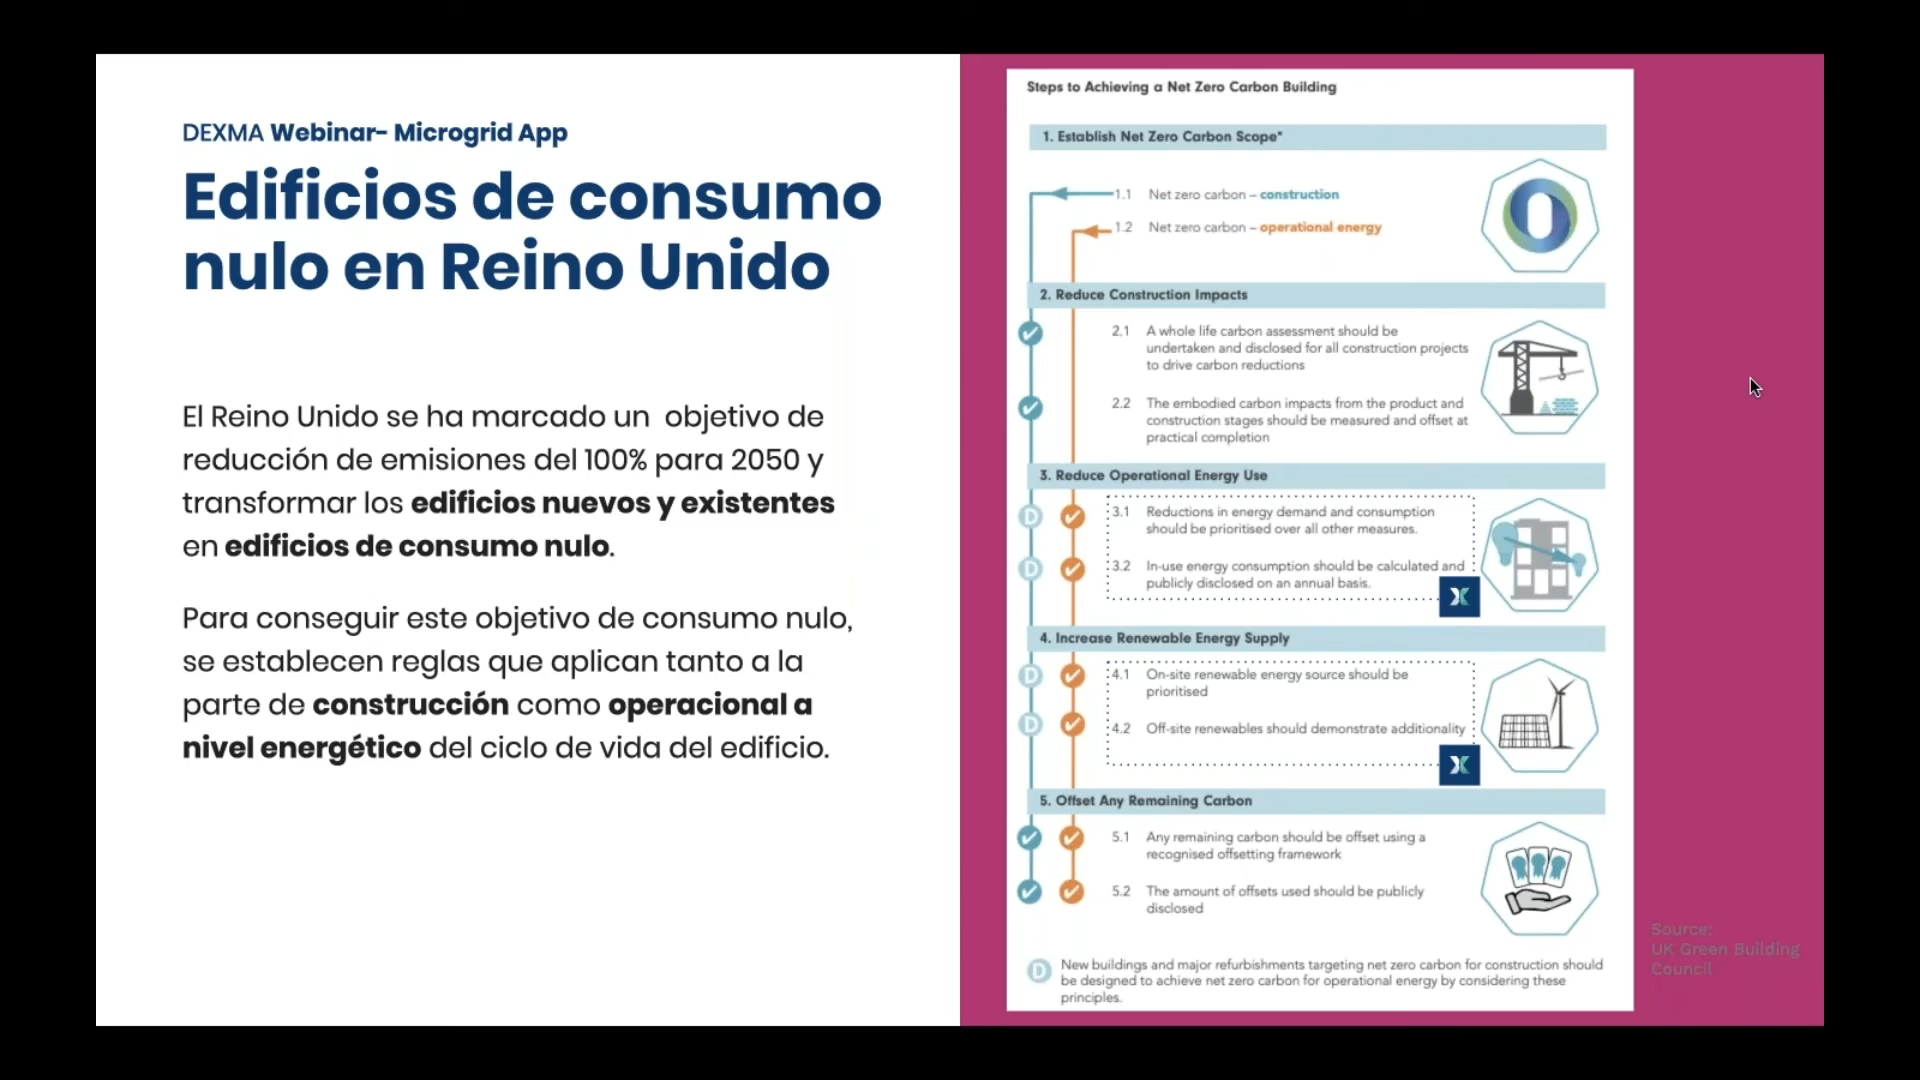 DEXMA Webinar- Microgrid App
Edificios de consumo
nulo en Reino Unido
El Reino Unido se ha marcado un objetivo de
reducción de emisiones del 100% para 2050 y
transformar los edificios nuevos y existentes
en edificios de consumo nulo.
Para conseguir este objetivo de consumo nulo,
se establecen reglas que aplican tanto a la
parte de construcción como operacional a
nivel energético del ciclo de vida del edificio.
Steps to Achieving a Net Zero Carbon Building
1. Establish Net Zero Carbon Scope*
1.1 Net zero carbon – construction
1.2 Net zero carbon – operational energy
2. Reduce Construction Impacts
2.1 A whole life carbon assessment should be
undertaken and disclosed for all construction projects
to drive carbon reductions
2.2 The embodied carbon impacts from the product and
construction stages should be measured and offset at
practical completion
3. Reduce Operational Energy Use
D 3.1 Reductions in energy demand and consumption
should be prioritised over all other measures.
D 3.2 In-use energy consumption should be calculated and
publicly disclosed on an annual basis.
4. Increase Renewable Energy Supply
D 4.1 On-site renewable energy source should be
prioritised
D 4.2 Off-site renewables should demonstrate additionality
5. Offset Any Remaining Carbon
5.1 Any remaining carbon should be offset using a
recognised offsetting framework
5.2 The amount of offsets used should be publicly
disclosed
D New buildings and major refurbishments targeting net zero carbon for construction should
be designed to achieve net zero carbon for operational energy by considering these
principles.
Source:
UK Green Building
Council